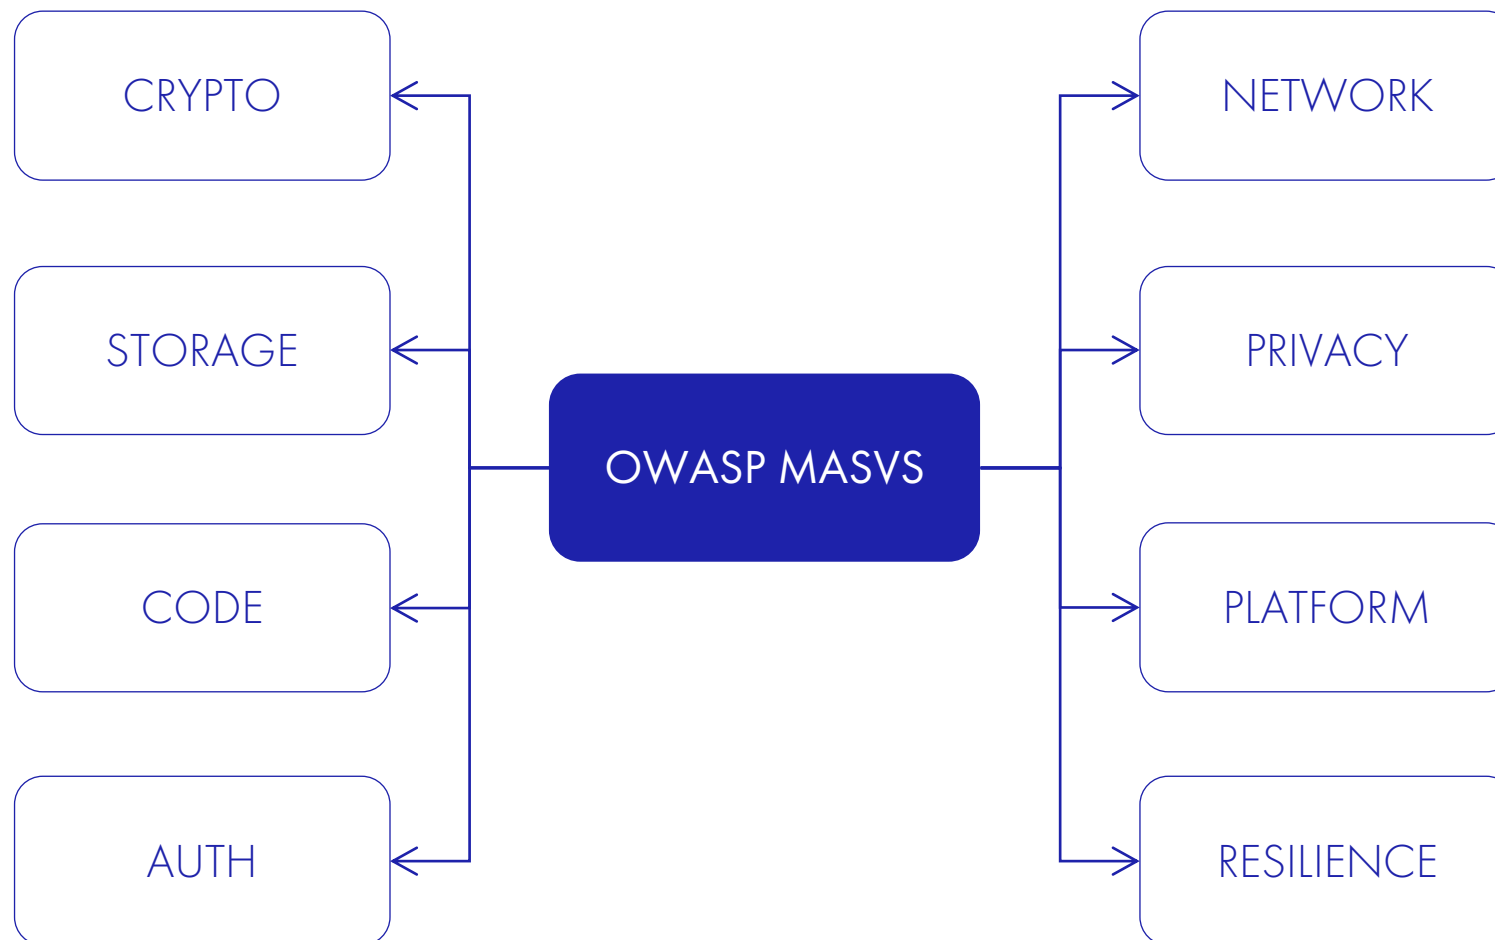 CRYPTO
STORAGE
CODE
AUTH
OWASP MASVS
NETWORK
PRIVACY
PLATFORM
RESILIENCE